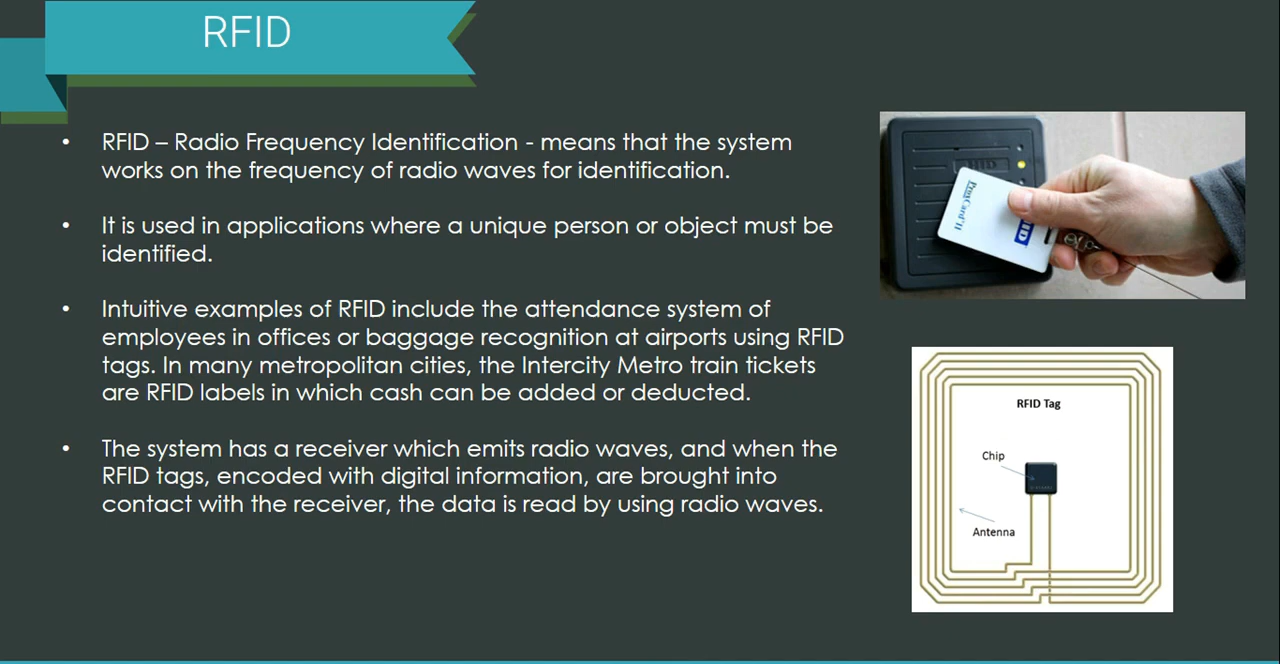 RFID
• RFID – Radio Frequency Identification - means that the system
works on the frequency of radio waves for identification.
• It is used in applications where a unique person or object must be
identified.
• Intuitive examples of RFID include the attendance system of
employees in offices or baggage recognition at airports using RFID
tags. In many metropolitan cities, the Intercity Metro train tickets
are RFID labels in which cash can be added or deducted.
• The system has a receiver which emits radio waves, and when the
RFID tags, encoded with digital information, are brought into
contact with the receiver, the data is read by using radio waves.
ProxCard II
RFID Tag
Chip
Antenna